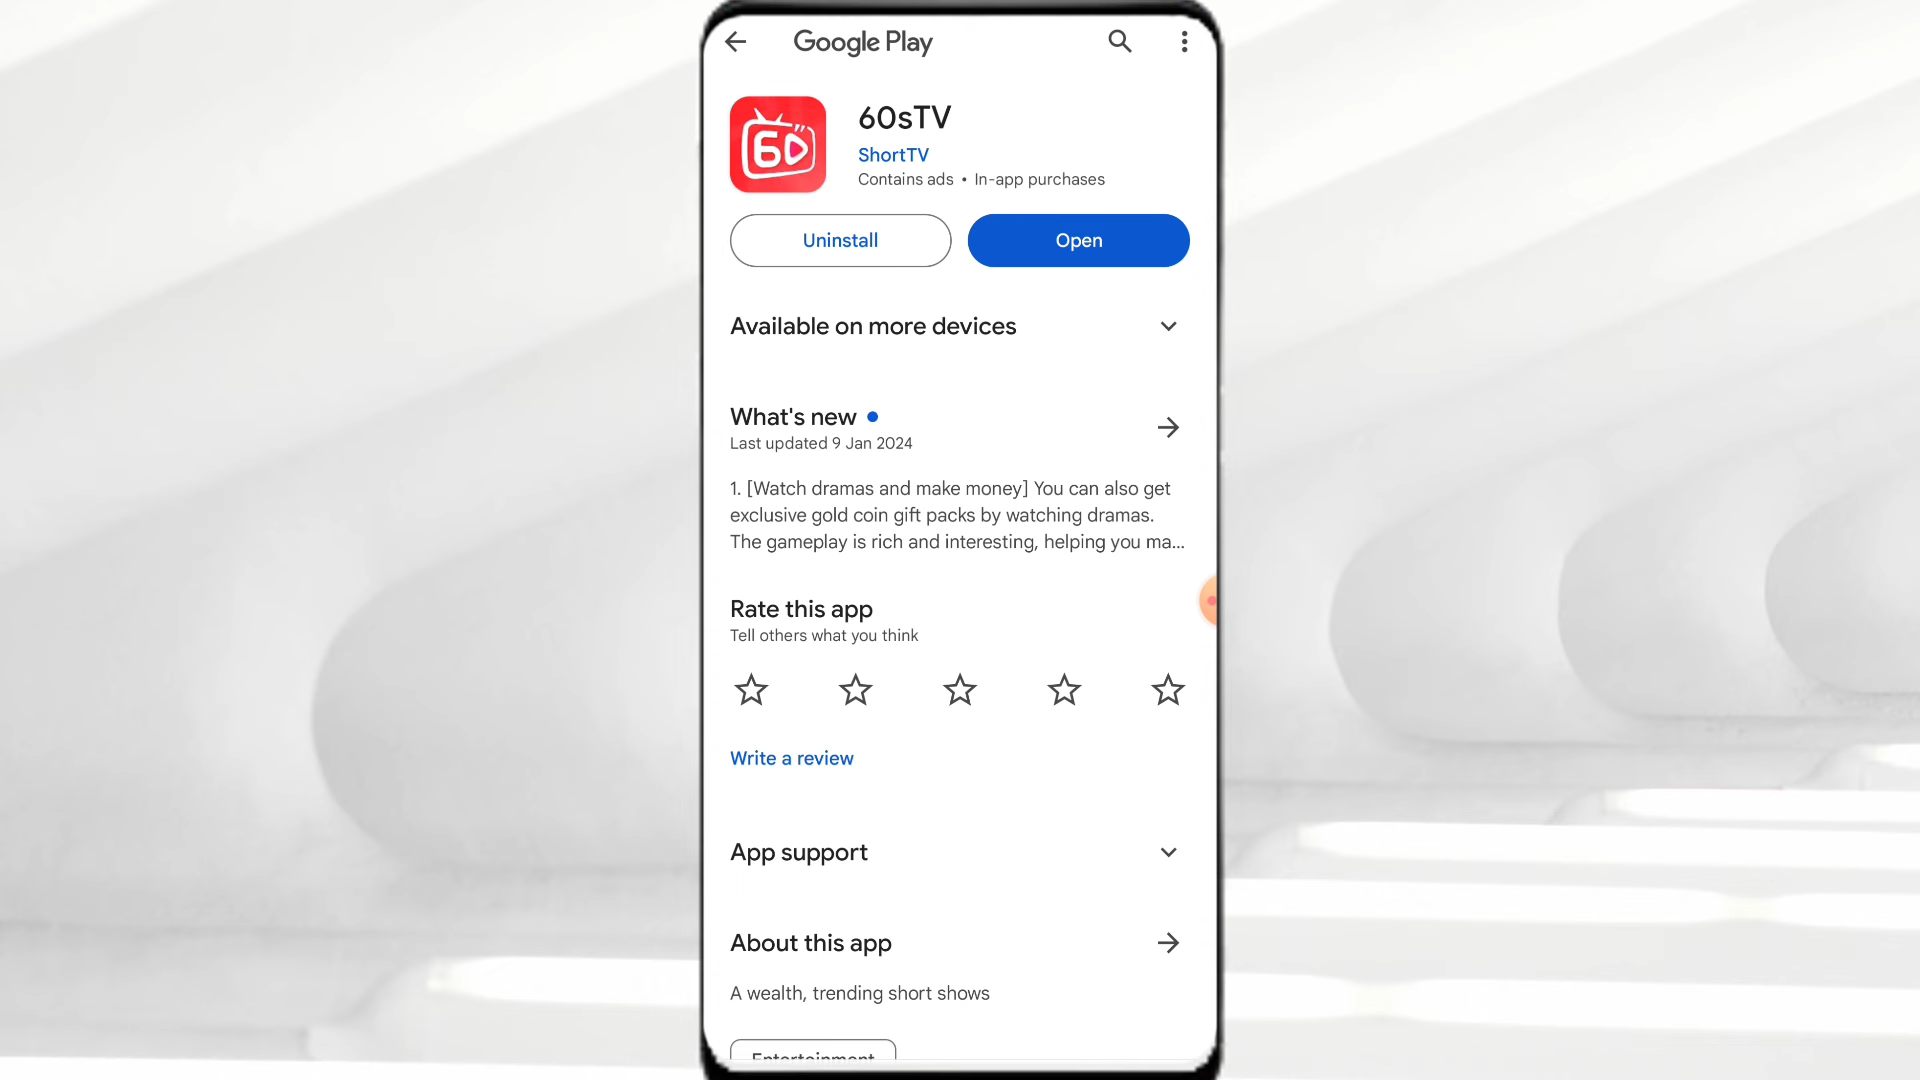 Google Play
60
60sTV
ShortTV
Contains ads • In-app purchases
Uninstall
Open
Available on more devices
What's new
Last updated 9 Jan 2024
1. [Watch dramas and make money] You can also get
exclusive gold coin gift packs by watching dramas.
The gameplay is rich and interesting, helping you ma...
Rate this app
Tell others what you think
Write a review
App support
About this app
A wealth, trending short shows
Entertainment